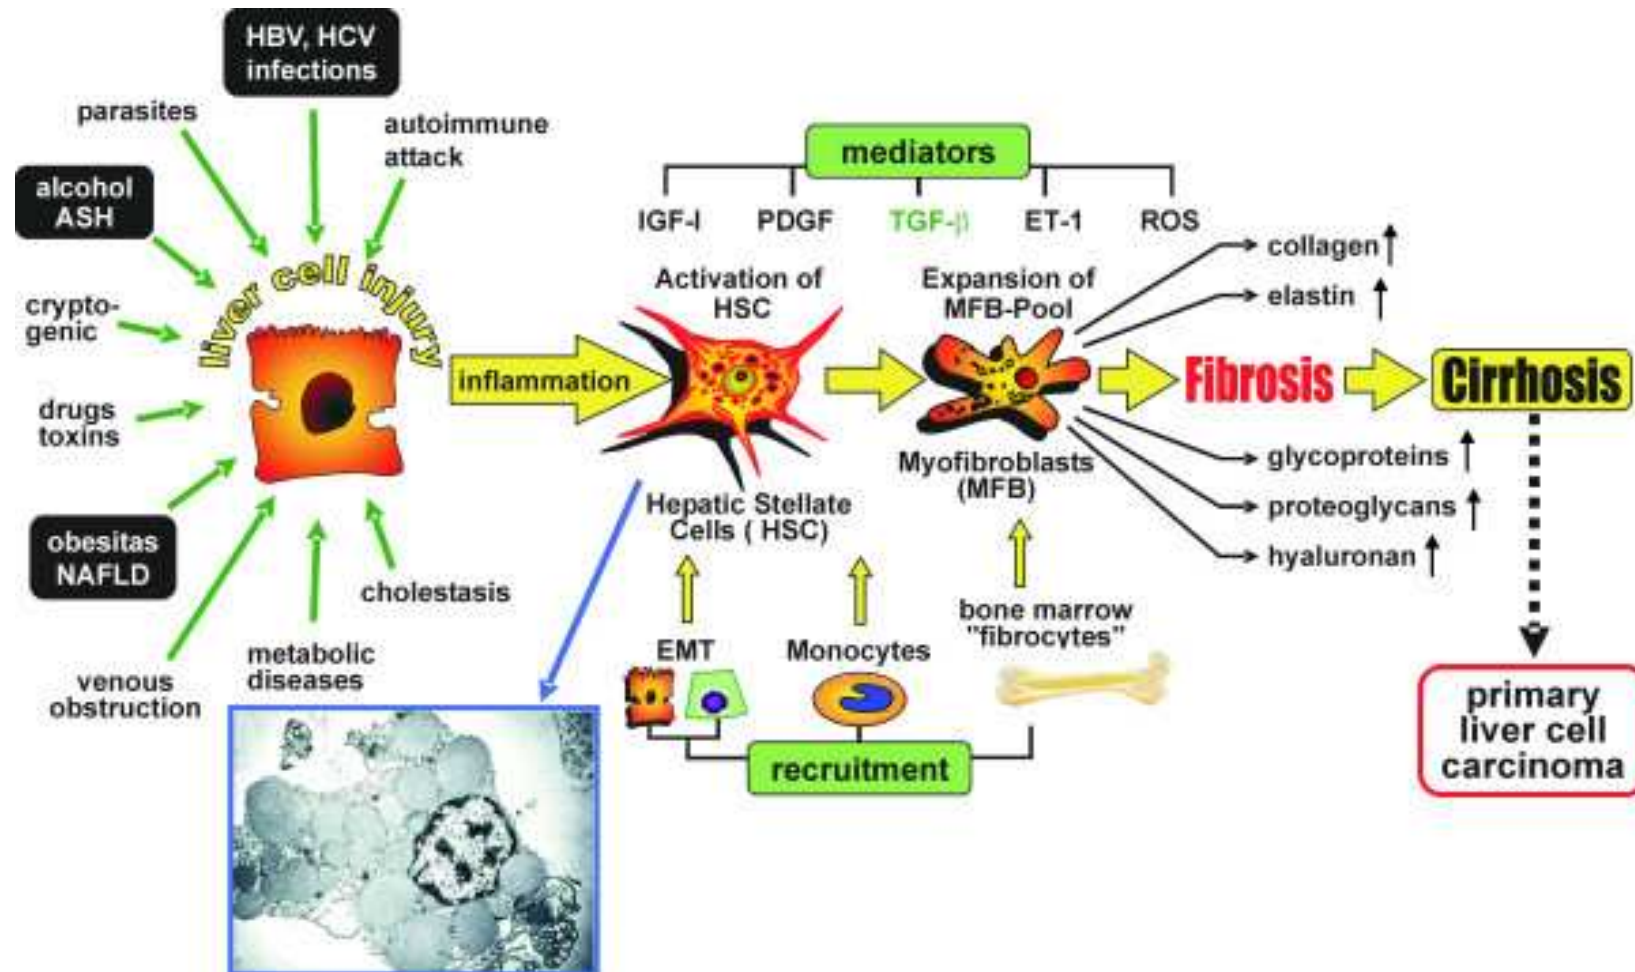 HBV, HCV
infections
parasites
autoimmune
attack
alcohol
ASH
crypto-
genic
drugs
toxins
obesitas
NAFLD
venous
obstruction
metabolic
diseases
cholestasis
liver cell injury
inflammation
mediators
IGF-I
PDGF
TGF-β
ET-1
ROS
Activation of
HSC
Hepatic Stellate
Cells ( HSC)
Expansion of
MFB-Pool
Myofibroblasts
(MFB)
collagen
elastin
Fibrosis
Cirrhosis
glycoproteins
proteoglycans
hyaluronan
EMT
Monocytes
bone marrow
"fibrocytes"
recruitment
primary
liver cell
carcinoma